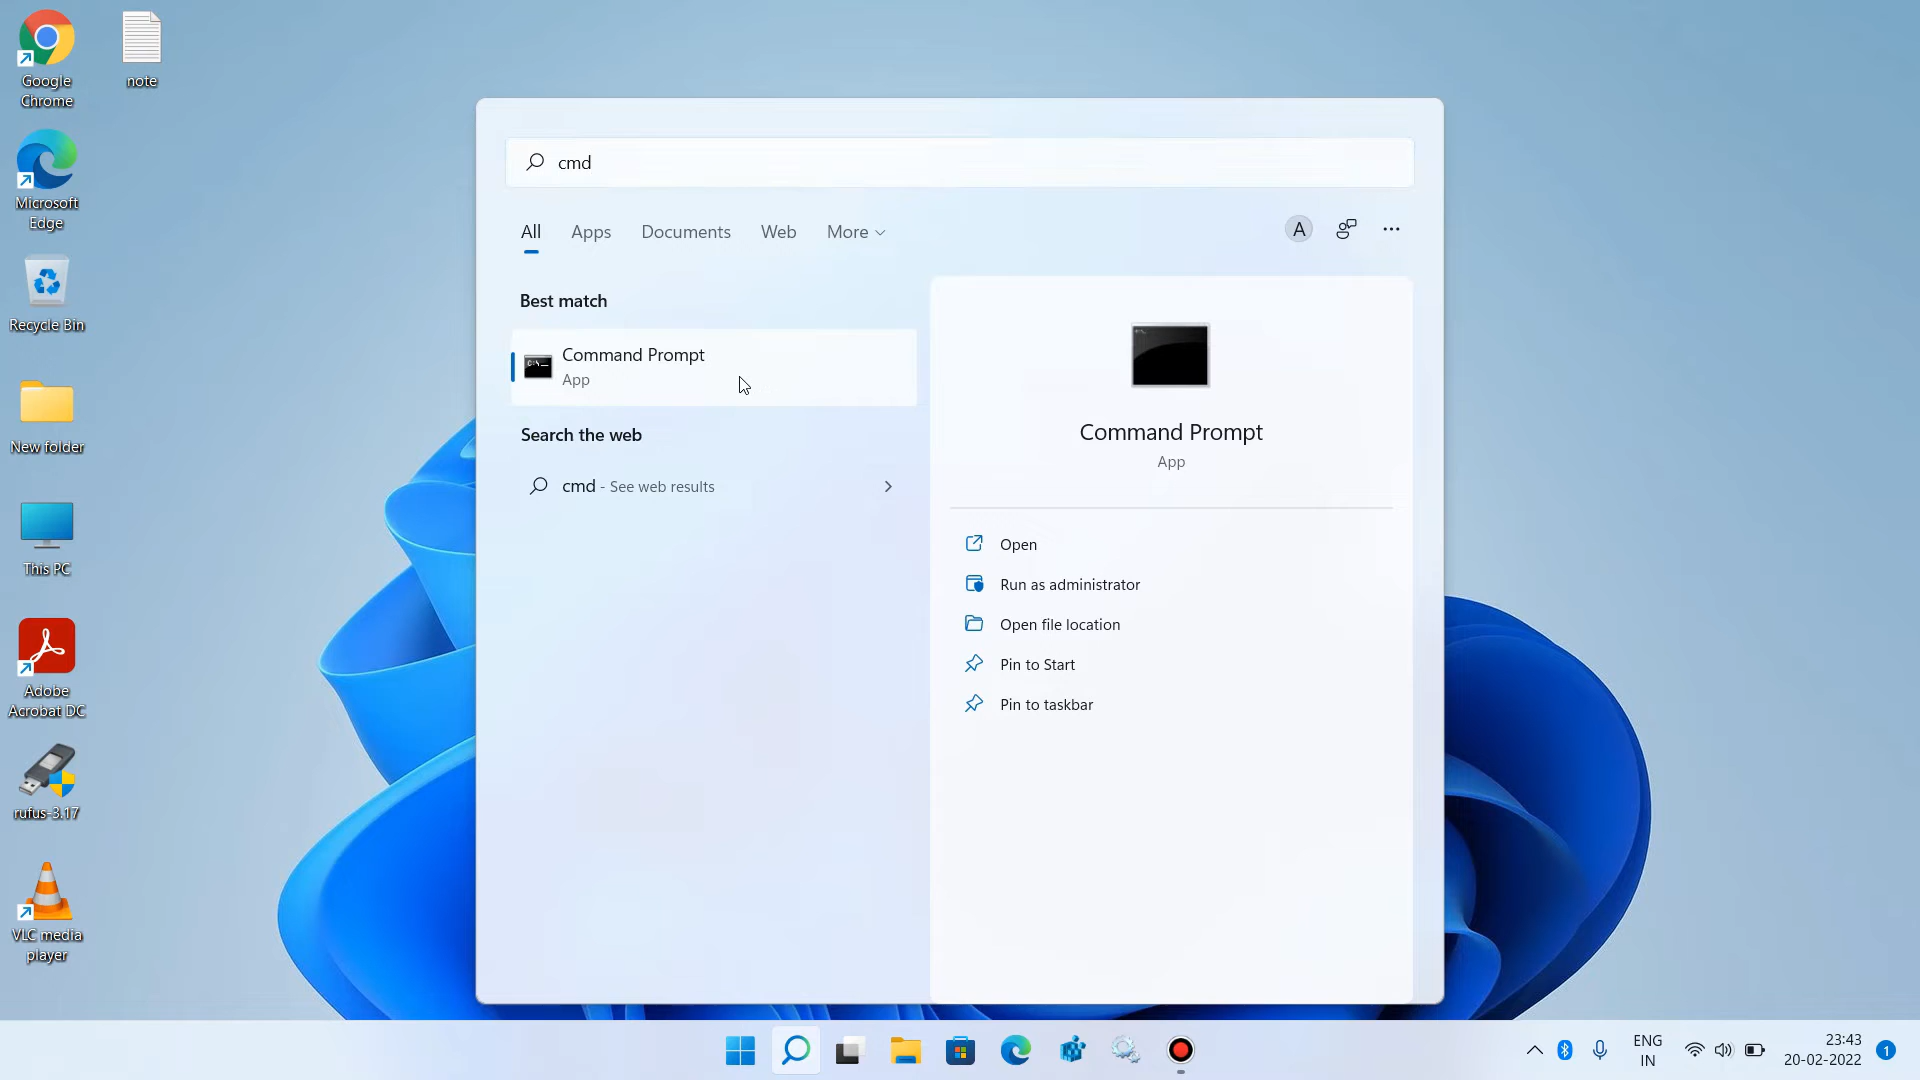 Google
Chrome
note
Microsoft
Edge
Recycle Bin
New folder
This PC
Adobe
Acrobat DC
rufus-3.17
VLC media
player
cmd
All
Apps
Documents
Web
More
A
Best match
Command Prompt
App
Search the web
cmd - See web results
Command Prompt
App
Open
Run as administrator
Open file location
Pin to Start
Pin to taskbar
ENG
IN
23:43
20-02-2022
1